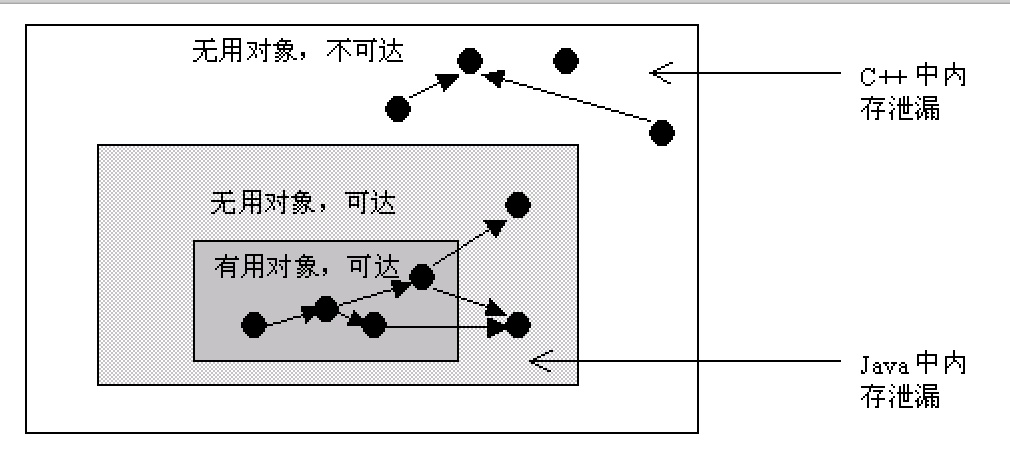 无用对象，不可达
C++ 中内
存泄漏
无用对象，可达
有用对象，可达
Java 中内
存泄漏